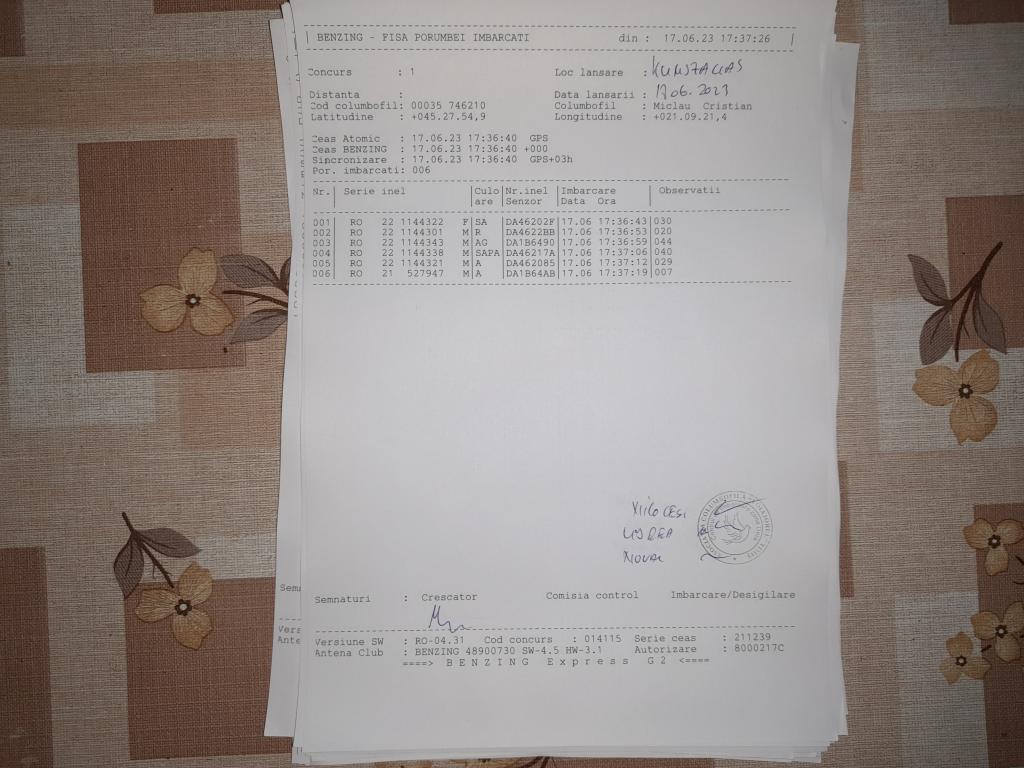 | BENZING - FISA PORUMBEI IMBARCATI din : 17.06.23 17:37:26 |
Concurs : 1 Loc lansare :
Distanta : Data lansarii : 17.06.2023
Cod columbofil: 00035 746210 Columbofil : Miclau Cristian
Latitudine : +045.27.54,9 Longitudine : +021.09.21,4
Ceas Atomic : 17.06.23 17:36:40 GPS
Ceas BENZING : 17.06.23 17:36:40 +000
Sincronizare : 17.06.23 17:36:40 GPS+03h
Por. imbarcati: 006
Nr.| Serie inel |Culo|Nr.inel |Imbarcare | Observatii
| |are |Senzor |Data Ora |
001| RO 22 1144322 F|SA |DA46202F|17.06 17:36:43|030
002| RO 22 1144301 M|R |DA4622BB|17.06 17:36:53|020
003| RO 22 1144343 M|AG |DA1B6490|17.06 17:36:59|044
004| RO 22 1144338 M|SAPA|DA46217A|17.06 17:37:06|040
005| RO 22 1144321 M|A |DA462085|17.06 17:37:12|029
006| RO 21 527947 M|A |DA1B64AB|17.06 17:37:19|007
Semnaturi : Crescator Comisia control Imbarcare/Desigilare
Versiune SW : RO-04.31 Cod concurs : 014115 Serie ceas : 211239
Antena Club : BENZING 48900730 SW-4.5 HW-3.1 Autorizare : 8000217C
====> B E N Z I N G E x p r e s s G 2 <====